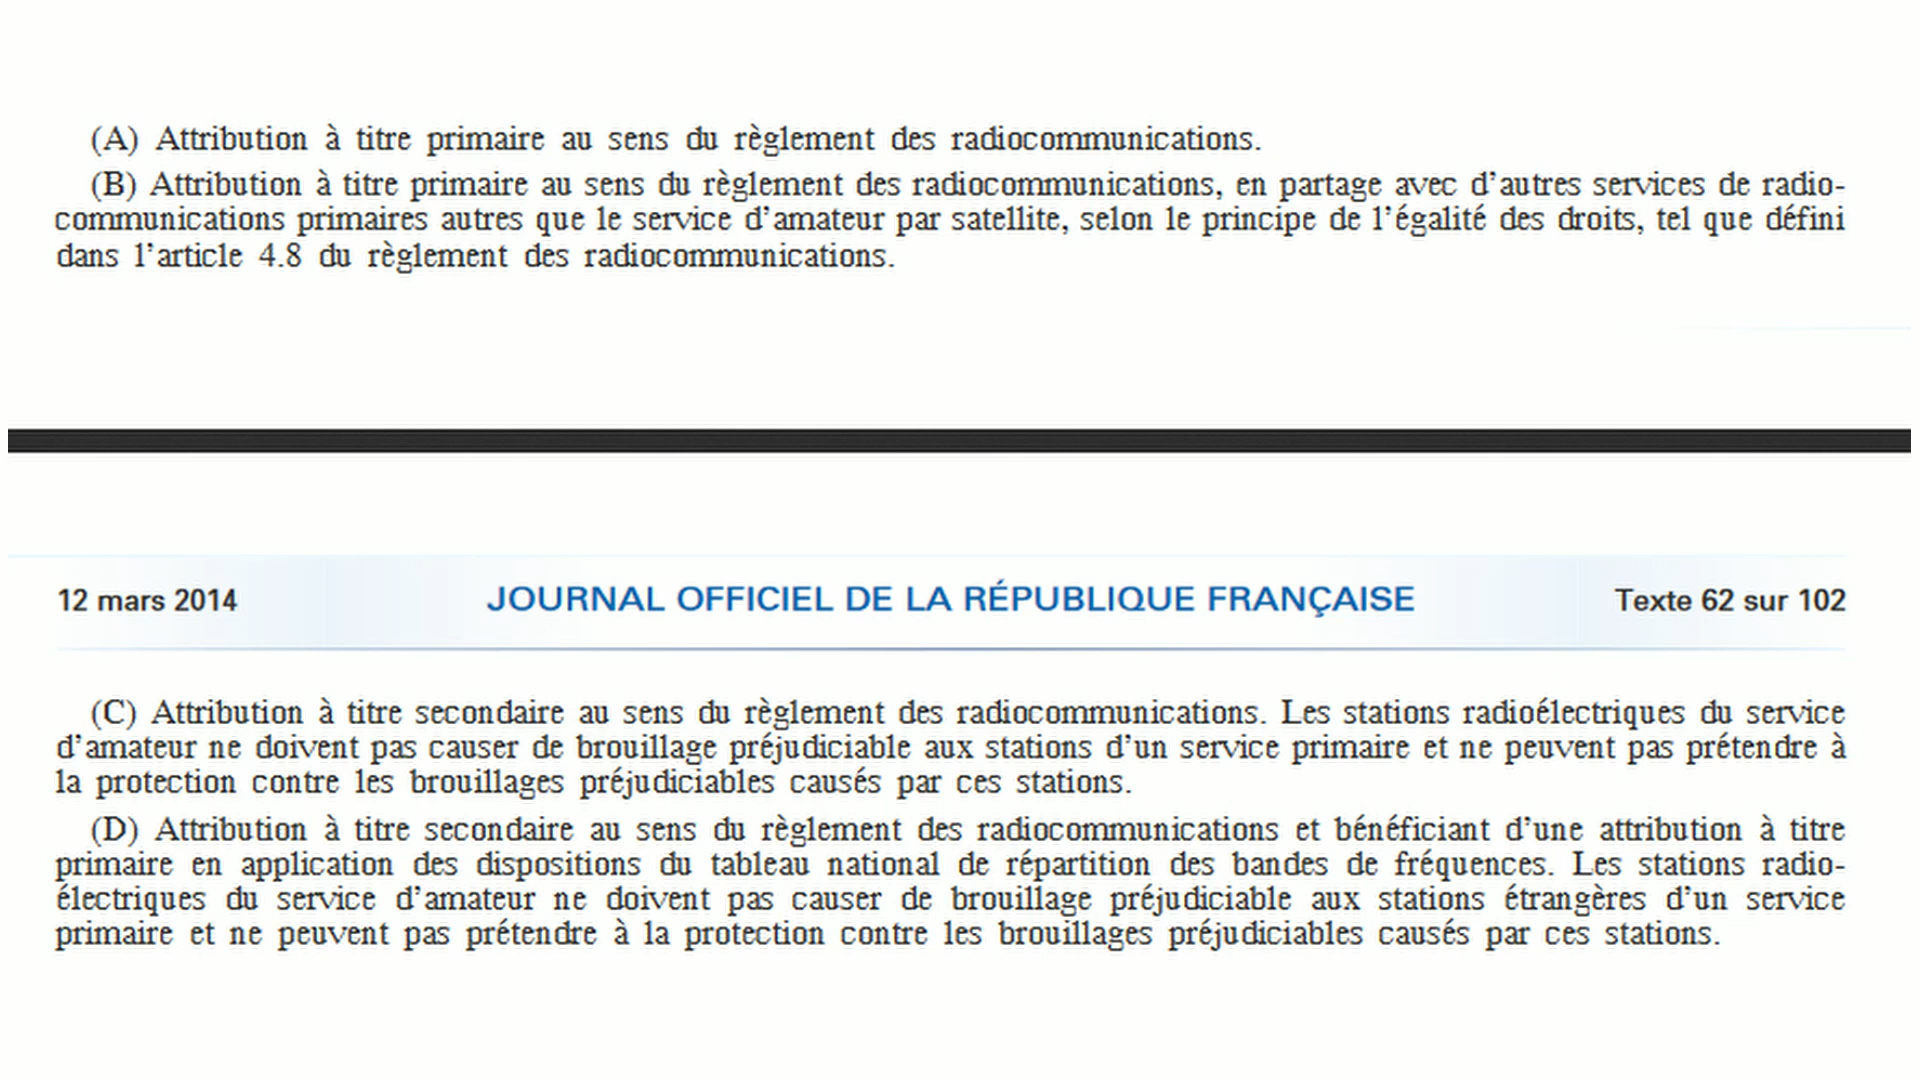 (A) Attribution à titre primaire au sens du règlement des radiocommunications.
(B) Attribution à titre primaire au sens du règlement des radiocommunications, en partage avec d’autres services de radio-
communications primaires autres que le service d’amateur par satellite, selon le principe de l’égalité des droits, tel que défini
dans l’article 4.8 du règlement des radiocommunications.
12 mars 2014 JOURNAL OFFICIEL DE LA RÉPUBLIQUE FRANÇAISE Texte 62 sur 102
(C) Attribution à titre secondaire au sens du règlement des radiocommunications. Les stations radioélectriques du service
d’amateur ne doivent pas causer de brouillage préjudiciable aux stations d’un service primaire et ne peuvent pas prétendre à
la protection contre les brouillages préjudiciables causés par ces stations.
(D) Attribution à titre secondaire au sens du règlement des radiocommunications et bénéficiant d’une attribution à titre
primaire en application des dispositions du tableau national de répartition des bandes de fréquences. Les stations radio-
électriques du service d’amateur ne doivent pas causer de brouillage préjudiciable aux stations étrangères d’un service
primaire et ne peuvent pas prétendre à la protection contre les brouillages préjudiciables causés par ces stations.